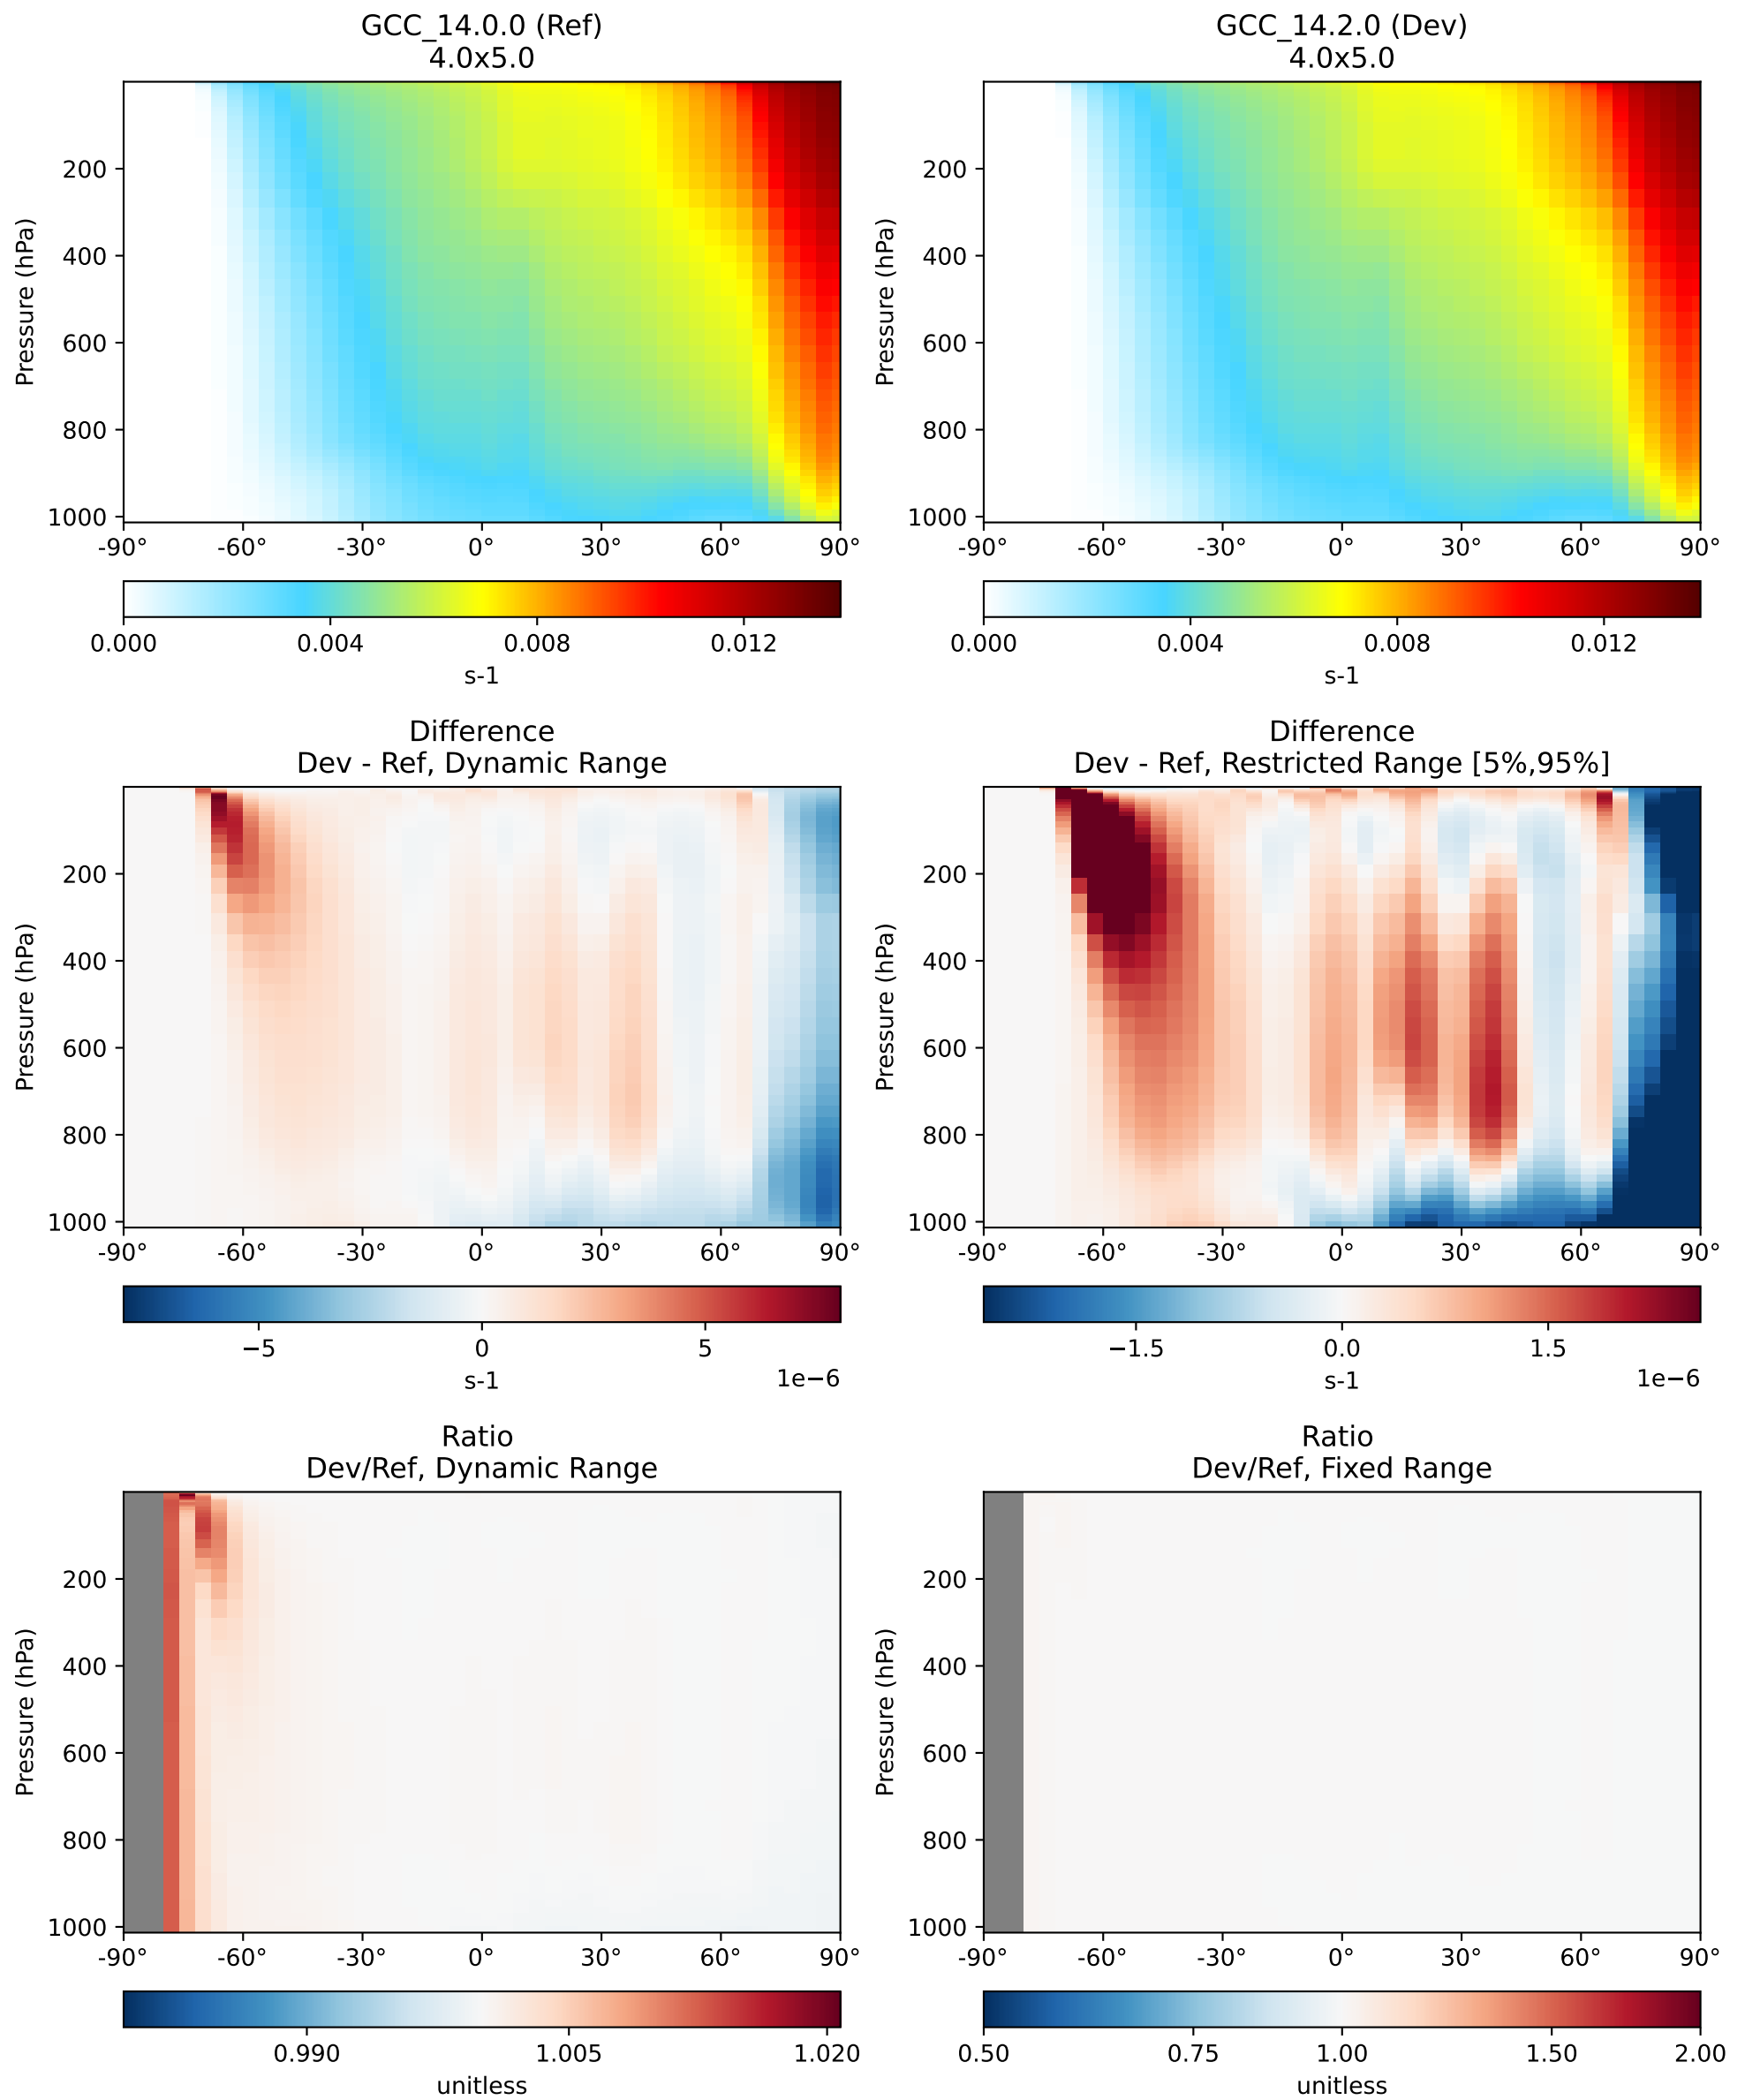 GCC_14.0.0 (Ref)
4.0x5.0
GCC_14.2.0 (Dev)
4.0x5.0
Pressure (hPa)
200
400
600
800
1000
-90° -60° -30° 0° 30° 60° 90°
0.000 0.004 0.008 0.012
s-1
Pressure (hPa)
200
400
600
800
1000
-90° -60° -30° 0° 30° 60° 90°
0.000 0.004 0.008 0.012
s-1
Difference
Dev - Ref, Dynamic Range
Pressure (hPa)
200
400
600
800
1000
-90° -60° -30° 0° 30° 60° 90°
−5 0 5
s-1
1e−6
Difference
Dev - Ref, Restricted Range [5%,95%]
Pressure (hPa)
200
400
600
800
1000
-90° -60° -30° 0° 30° 60° 90°
−1.5 0.0 1.5
s-1
1e−6
Ratio
Dev/Ref, Dynamic Range
Pressure (hPa)
200
400
600
800
1000
-90° -60° -30° 0° 30° 60° 90°
0.990 1.005 1.020
unitless
Ratio
Dev/Ref, Fixed Range
Pressure (hPa)
200
400
600
800
1000
-90° -60° -30° 0° 30° 60° 90°
0.50 0.75 1.00 1.50 2.00
unitless